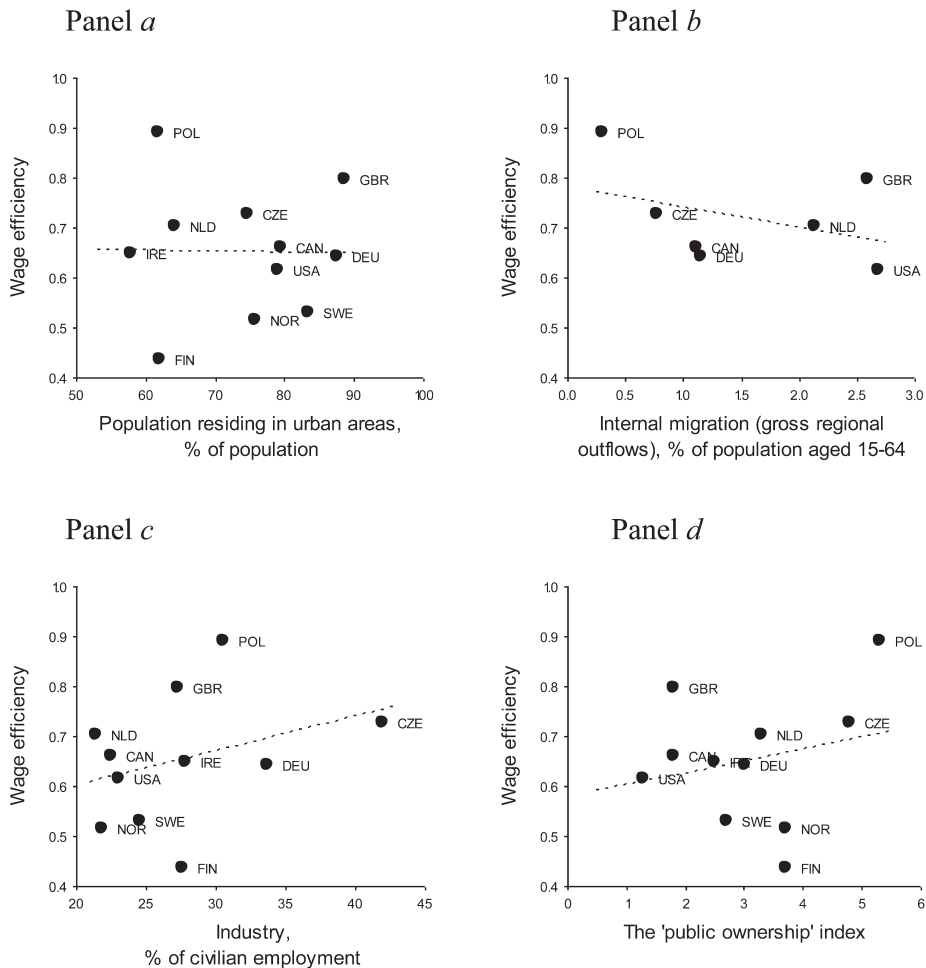 Panel a
Panel b
Wage efficiency
1.0
0.9
0.8
0.7
0.6
0.5
0.4
POL
GBR
CZE
NLD
CAN
IRE
DEU
USA
SWE
NOR
FIN
50 60 70 80 90 100
Population residing in urban areas,
% of population
Wage efficiency
1.0
0.9
0.8
0.7
0.6
0.5
0.4
POL
GBR
CZE
NLD
CAN
DEU
USA
0.0 0.5 1.0 1.5 2.0 2.5 3.0
Internal migration (gross regional
outflows), % of population aged 15-64
Panel c
Panel d
Wage efficiency
1.0
0.9
0.8
0.7
0.6
0.5
0.4
POL
GBR
CZE
NLD
CAN
IRE
DEU
USA
SWE
NOR
FIN
20 25 30 35 40 45
Industry,
% of civilian employment
Wage efficiency
1.0
0.9
0.8
0.7
0.6
0.5
0.4
POL
GBR
CZE
NLD
CAN
IRE
DEU
USA
SWE
NOR
FIN
0 1 2 3 4 5 6
The 'public ownership' index